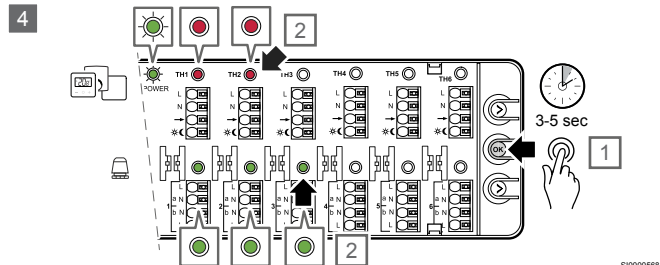 4
2
POWER TH1 TH2 TH3 TH4 TH5 TH6
L L L L L L
N N N N N N
3-5 sec
OK
1
L L L L L L
a N a N a N a N a N a N
1 2 3 4 5 6
b N b N b N b N b N b N
2
SI0000568